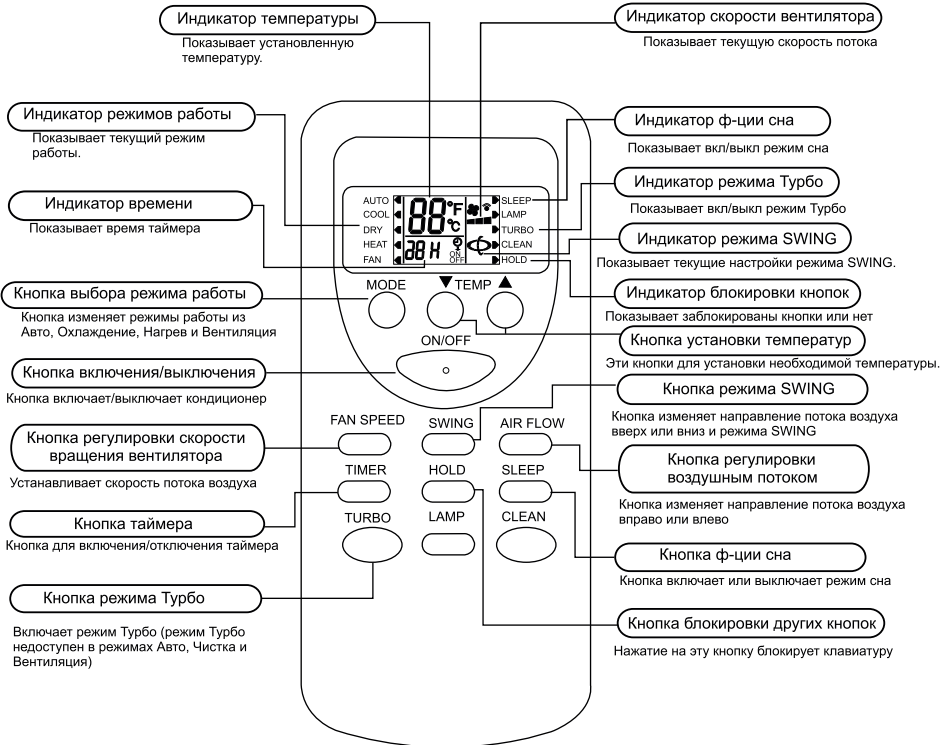 Индикатор температуры
Показывает установленную
температуру.
Индикатор режимов работы
Показывает текущий режим
работы.
Индикатор времени
Показывает время таймера
Кнопка выбора режима работы
Кнопка изменяет режимы работы из
Авто, Охлаждение, Нагрев и Вентиляция
Кнопка включения/выключения
Кнопка включает/выключает кондиционер
Кнопка регулировки скорости
вращения вентилятора
Устанавливает скорость потока воздуха
Кнопка таймера
Кнопка для включения/отключения таймера
Кнопка режима Турбо
Включает режим Турбо (режим Турбо
недоступен в режимах Авто, Чистка и
Вентиляция)
AUTO
COOL
DRY
HEAT
FAN
88 °F
°C
28 H
ON
OFF
SLEEP
LAMP
TURBO
CLEAN
HOLD
MODE
▼ TEMP ▲
ON/OFF
FAN SPEED SWING AIR FLOW
TIMER HOLD SLEEP
TURBO LAMP CLEAN
Индикатор скорости вентилятора
Показывает текущую скорость потока
Индикатор ф-ции сна
Показывает вкл/выкл режим сна
Индикатор режима Турбо
Показывает вкл/выкл режим Турбо
Индикатор режима SWING
Показывает текущие настройки режима SWING.
Индикатор блокировки кнопок
Показывает заблокированы кнопки или нет
Кнопка установки температур
Эти кнопки для установки необходимой температуры.
Кнопка режима SWING
Кнопка изменяет направление потока воздуха
вверх или вниз и режима SWING
Кнопка регулировки
воздушным потоком
Кнопка изменяет направление потока воздуха
вправо или влево
Кнопка ф-ции сна
Кнопка включает или выключает режим сна
Кнопка блокировки других кнопок
Нажатие на эту кнопку блокирует клавиатуру